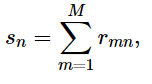 $s_n = \sum_{m=1}^{M} r_{mn},$